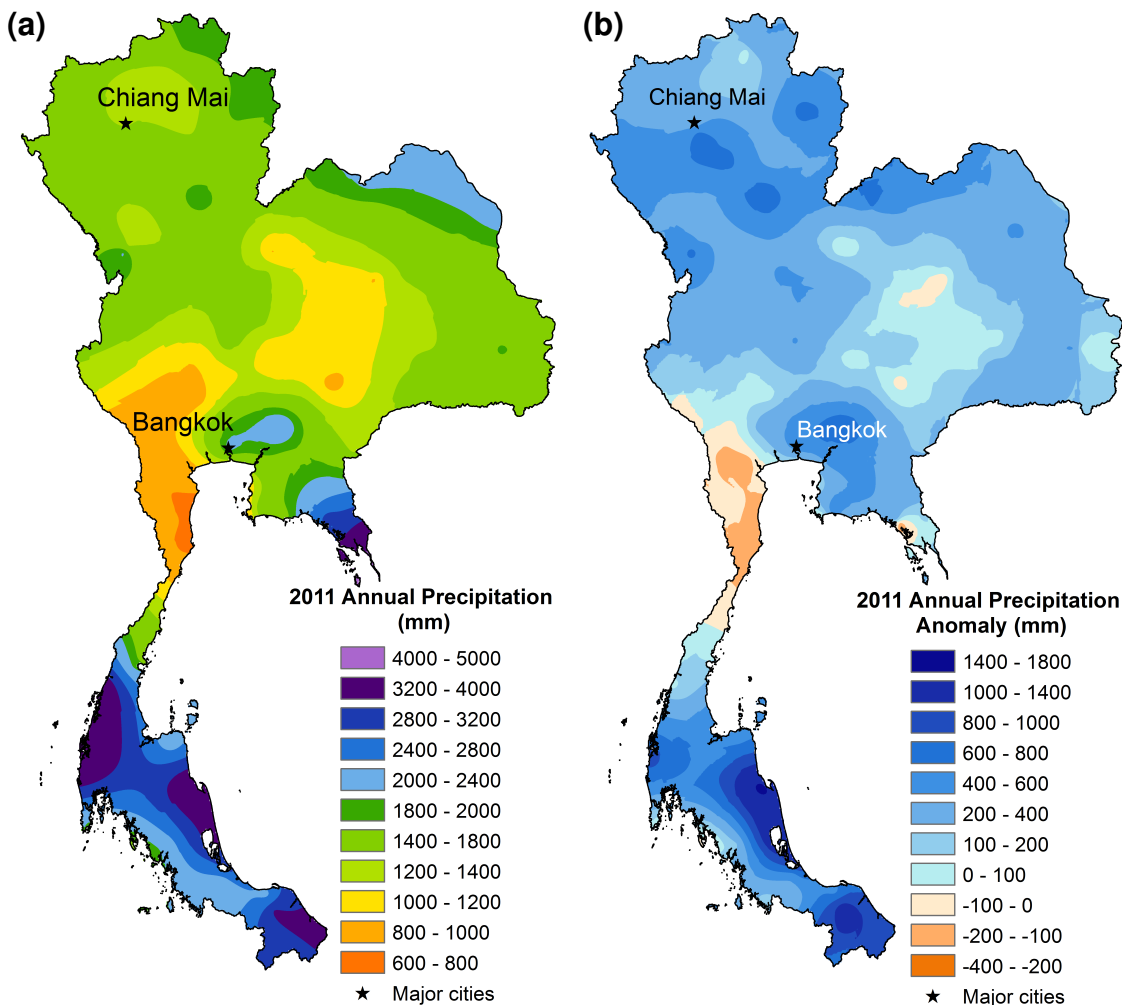 (a)
Chiang Mai
Bangkok
2011 Annual Precipitation
(mm)
4000 - 5000
3200 - 4000
2800 - 3200
2400 - 2800
2000 - 2400
1800 - 2000
1400 - 1800
1200 - 1400
1000 - 1200
800 - 1000
600 - 800
Major cities
(b)
Chiang Mai
Bangkok
2011 Annual Precipitation
Anomaly (mm)
1400 - 1800
1000 - 1400
800 - 1000
600 - 800
400 - 600
200 - 400
100 - 200
0 - 100
-100 - 0
-200 - -100
-400 - -200
Major cities